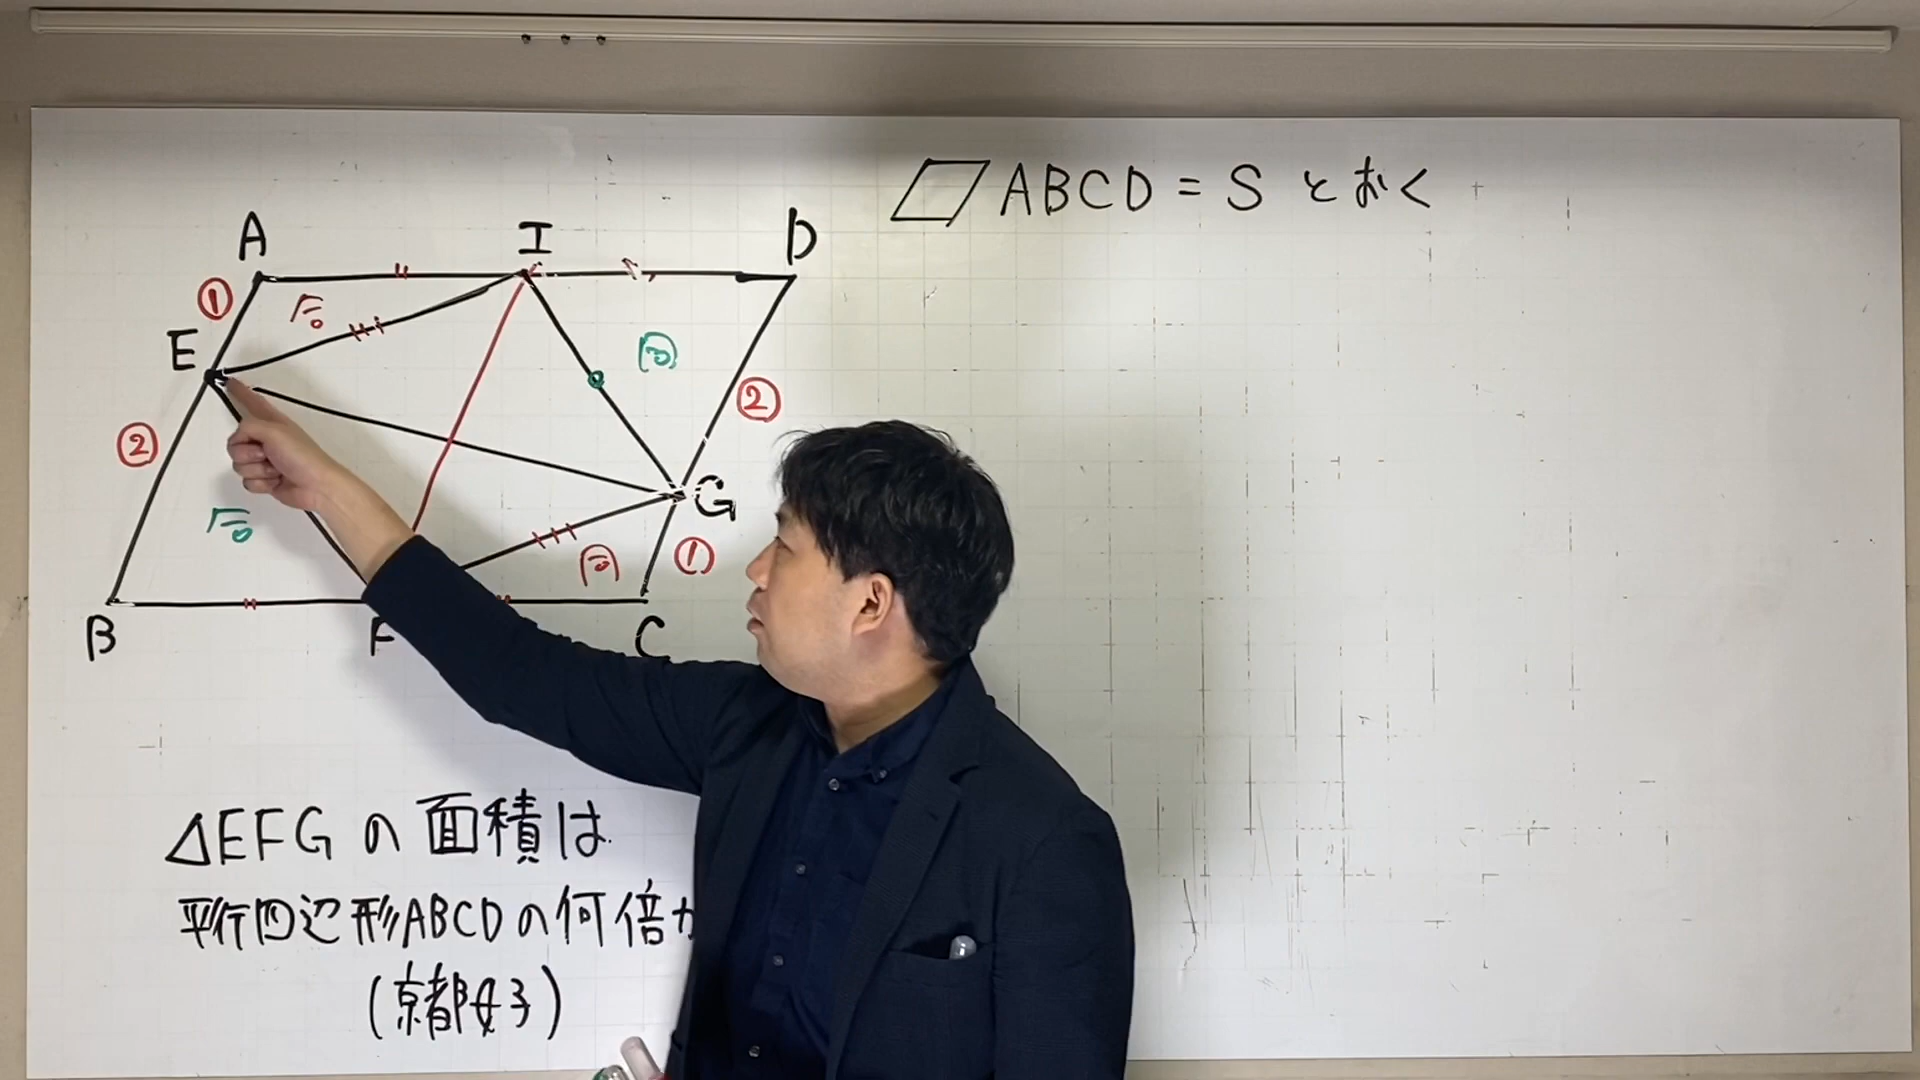 ▱ABCD = S とおく
A
I
D
①
E
②
②
G
①
B
F
C
△EFG の 面積は
平行四辺形ABCDの何倍か
(京都女子)